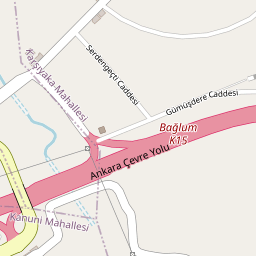 Karşıyaka Mahallesi
Serdengeçti Caddesi
Gümüşdere Caddesi
Bağlum
K15
Ankara Çevre Yolu
Kanuni Mahallesi